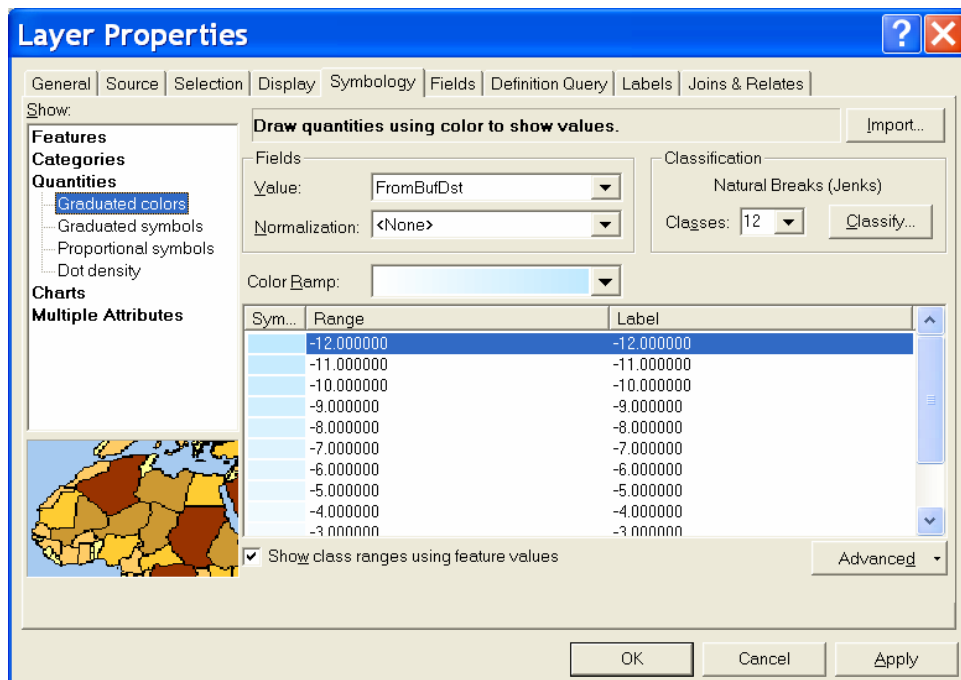 Layer Properties
General Source Selection Display Symbology Fields Definition Query Labels Joins & Relates
Show:
Features
Categories
Quantities
Graduated colors
Graduated symbols
Proportional symbols
Dot density
Charts
Multiple Attributes
Draw quantities using color to show values.
Import...
Fields
Value: FromBufDst
Normalization: <None>
Classification
Natural Breaks (Jenks)
Classes: 12 Classify...
Color Ramp:
Sym... Range Label
-12.000000 -12.000000
-11.000000 -11.000000
-10.000000 -10.000000
-9.000000 -9.000000
-8.000000 -8.000000
-7.000000 -7.000000
-6.000000 -6.000000
-5.000000 -5.000000
-4.000000 -4.000000
-3.000000 -3.000000
Show class ranges using feature values
Advanced
OK Cancel Apply